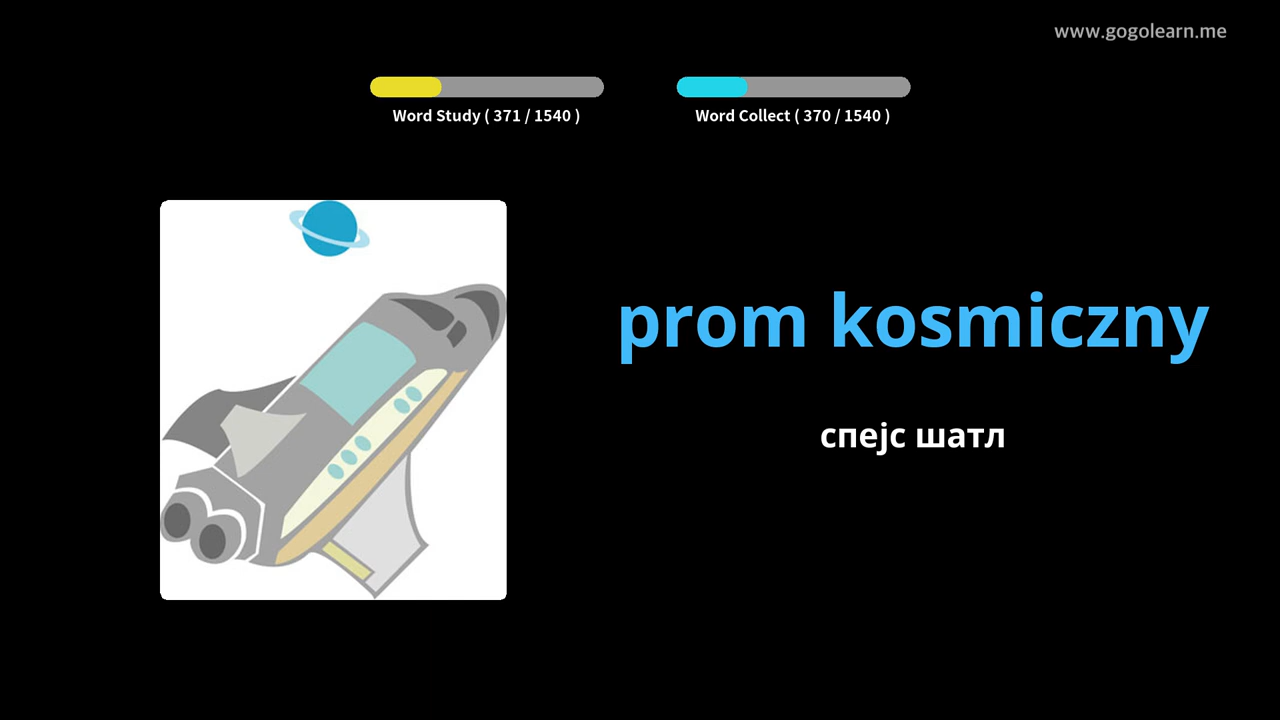 www.gogolearn.me
Word Study ( 371 / 1540 )
Word Collect ( 370 / 1540 )
prom kosmiczny
спејс шатл